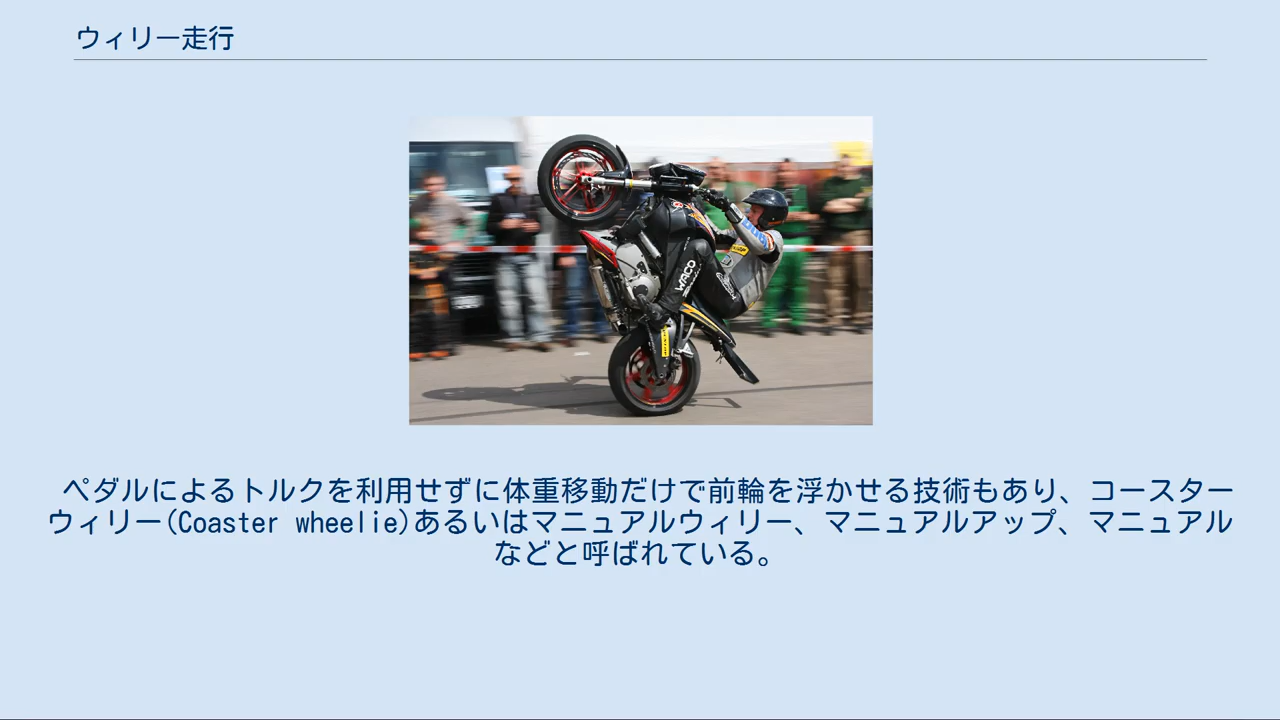 ウィリー走行
WACO
ペダルによるトルクを利用せずに体重移動だけで前輪を浮かせる技術もあり、コースター
ウィリー(Coaster wheelie)あるいはマニュアルウィリー、マニュアルアップ、マニュアル
などと呼ばれている。